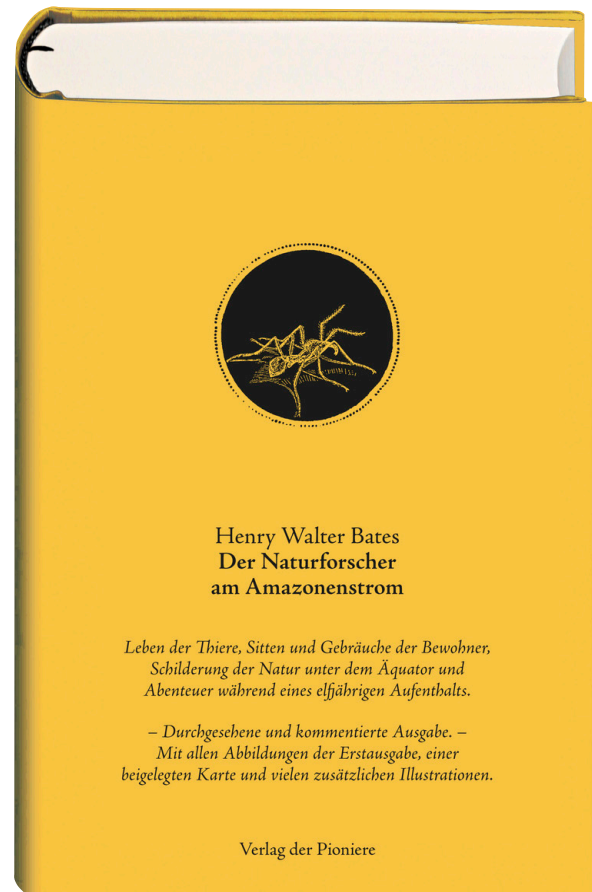 Henry Walter Bates
Der Naturforscher
am Amazonenstrom
Leben der Thiere, Sitten und Gebräuche der Bewohner,
Schilderung der Natur unter dem Äquator und
Abenteuer während eines elfjährigen Aufenthalts.
– Durchgesehene und kommentierte Ausgabe. –
Mit allen Abbildungen der Erstausgabe, einer
beigelegten Karte und vielen zusätzlichen Illustrationen.
Verlag der Pioniere